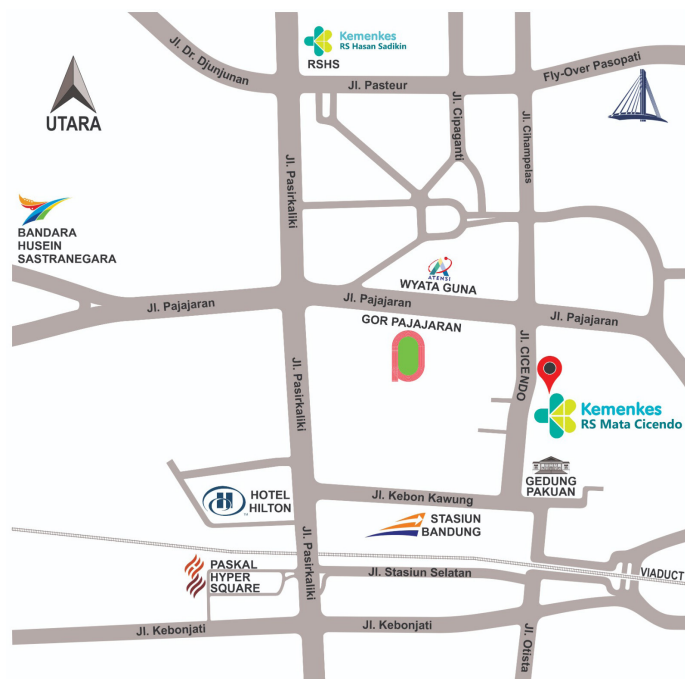 Kemenkes
RS Hasan Sadikin
RSHS
Jl. Dr. Djunjunan
Jl. Pasteur
Fly-Over Pasopati
UTARA
Jl. Cipaganti
Jl. Cihampelas
Jl. Pasirkaliki
BANDARA
HUSEIN
SASTRANEGARA
ATENSI
WYATA GUNA
Jl. Pajajaran
Jl. Pajajaran
Jl. Pajajaran
GOR PAJAJARAN
Jl. CICENDO
Jl. Pasirkaliki
Kemenkes
RS Mata Cicendo
GEDUNG
PAKUAN
HOTEL
HILTON
Jl. Kebon Kawung
STASIUN
BANDUNG
Jl. Pasirkaliki
PASKAL
HYPER
SQUARE
Jl. Stasiun Selatan
VIADUCT
Jl. Kebonjati
Jl. Kebonjati
Jl. Otista